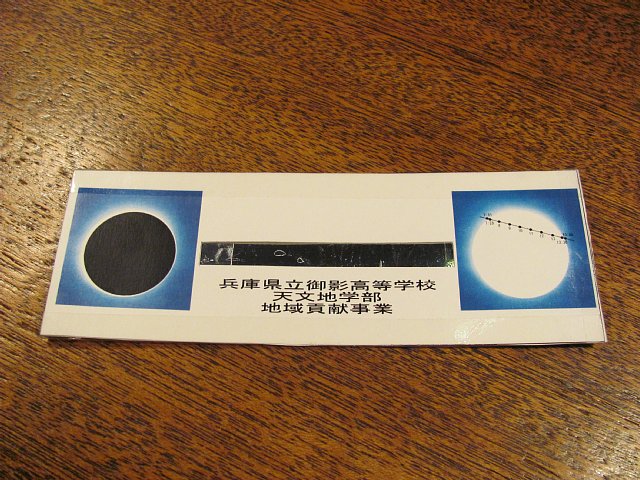 兵庫県立御影高等学校
天文地学部
地域貢献事業